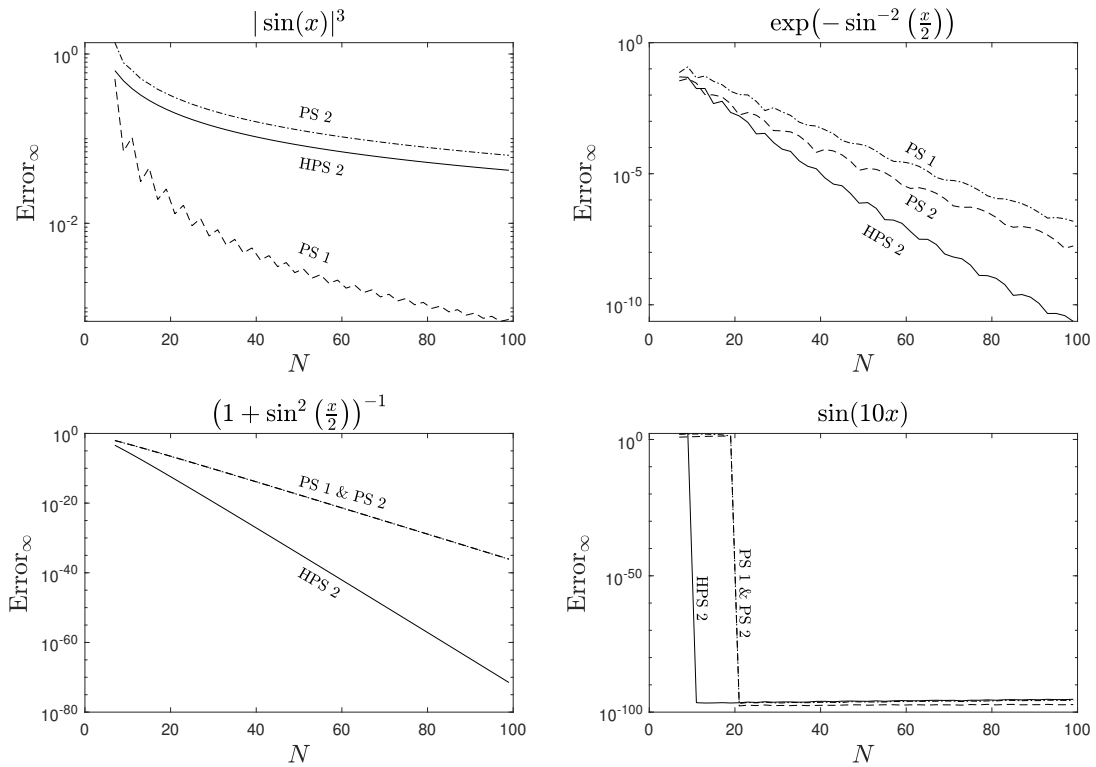 | sin(x)|³
10⁰
10⁻²
Error∞
PS 2
HPS 2
PS 1
0 20 40 60 80 100
N
exp(− sin⁻² (x/2))
10⁰
10⁻⁵
10⁻¹⁰
Error∞
PS 1
PS 2
HPS 2
0 20 40 60 80 100
N
(1 + sin² (x/2))⁻¹
10⁰
10⁻²⁰
10⁻⁴⁰
10⁻⁶⁰
10⁻⁸⁰
Error∞
PS 1 & PS 2
HPS 2
0 20 40 60 80 100
N
sin(10x)
10⁰
10⁻⁵⁰
10⁻¹⁰⁰
Error∞
HPS 2
PS 1 & PS 2
0 20 40 60 80 100
N